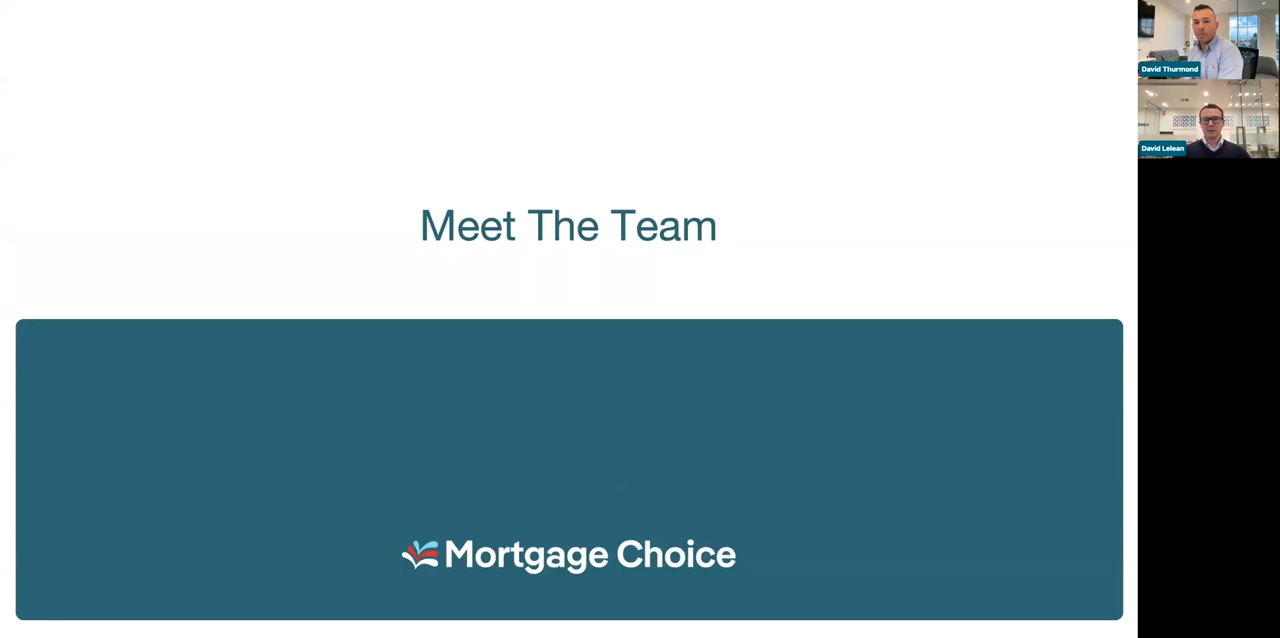 David Thurmond
David Lelean
Meet The Team
Mortgage Choice